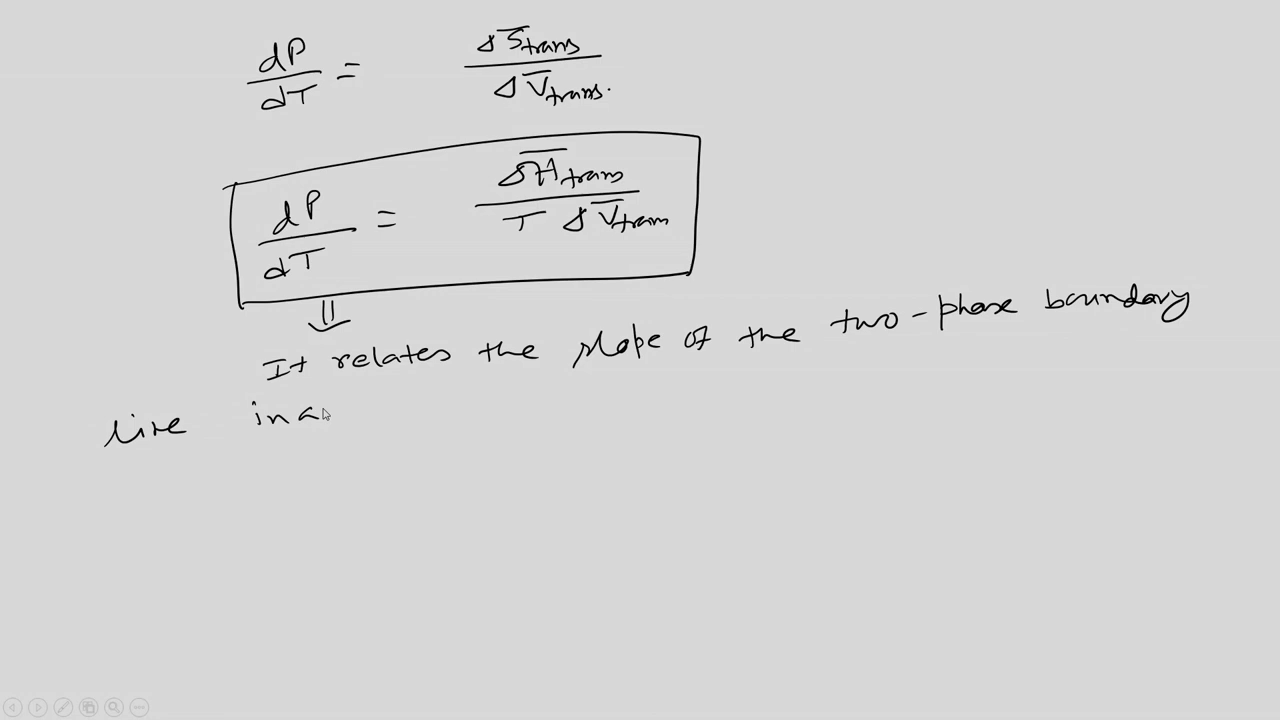 dP/dT = ΔS̅trans/ΔV̅trans.
dP/dT = ΔH̅trans/T ΔV̅trans
⇓
It relates the slope of the two-phase boundary
line in a